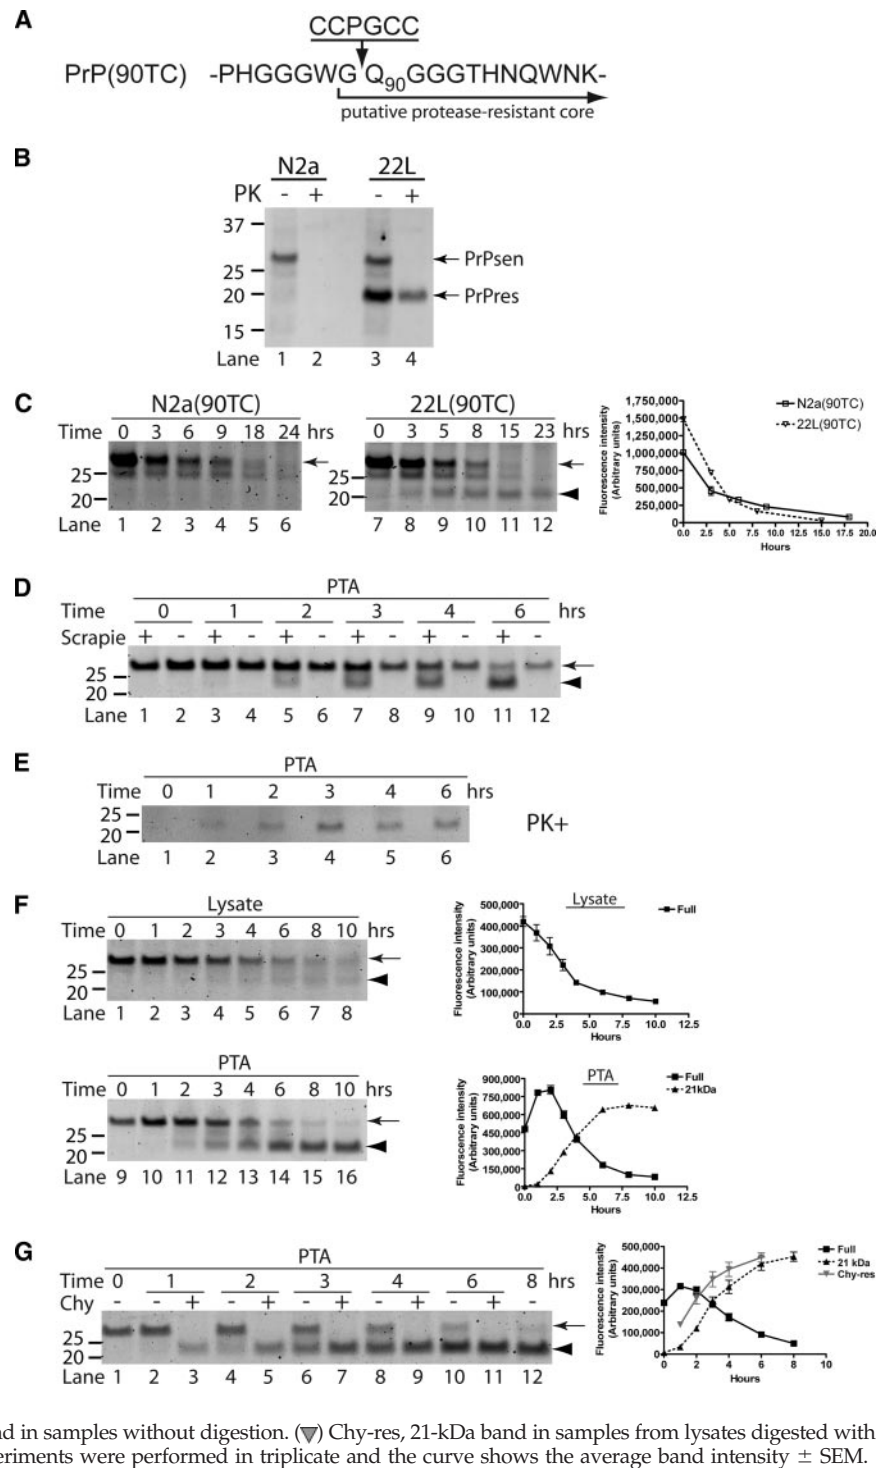 A
CCPGCC
PrP(90TC) -PHGGGWG Q90GGGTHNQWNK-
putative protease-resistant core
B
N2a 22L
PK - + - +
37
25
20
15
PrPsen
PrPres
Lane 1 2 3 4
C
N2a(90TC) 22L(90TC)
Time 0 3 6 9 18 24 hrs 0 3 5 8 15 23 hrs
25
20
25
20
Lane 1 2 3 4 5 6 7 8 9 10 11 12
Fluorescence intensity
(Arbitrary units)
1,750,000
1,500,000
1,250,000
1,000,000
750,000
500,000
250,000
0
0.0 2.5 5.0 7.5 10.0 12.5 15.0 17.5 20.0
Hours
N2a(90TC)
22L(90TC)
D
PTA
Time 0 1 2 3 4 6 hrs
Scrapie + - + - + - + - + - + -
25
20
Lane 1 2 3 4 5 6 7 8 9 10 11 12
E
PTA
Time 0 1 2 3 4 6 hrs
25
20
PK+
Lane 1 2 3 4 5 6
F
Lysate
Time 0 1 2 3 4 6 8 10 hrs
25
20
Lane 1 2 3 4 5 6 7 8
Fluorescence intensity
(Arbitrary units)
500,000
400,000
300,000
200,000
100,000
0
0.0 2.5 5.0 7.5 10.0 12.5
Hours
Lysate
Full
PTA
Time 0 1 2 3 4 6 8 10 hrs
25
20
Lane 9 10 11 12 13 14 15 16
Fluorescence intensity
(Arbitrary units)
900,000
750,000
600,000
450,000
300,000
150,000
0
0.0 2.5 5.0 7.5 10.0 12.5
Hours
PTA
Full
21kDa
G
PTA
Time 0 1 2 3 4 6 8 hrs
Chy - - + - + - + - + - + -
25
20
Lane 1 2 3 4 5 6 7 8 9 10 11 12
Fluorescence intensity
(Arbitrary units)
500,000
400,000
300,000
200,000
100,000
0
0 2 4 6 8 10
Hours
Full
21 kDa
Chy-res
nd in samples without digestion. (▼) Chy-res, 21-kDa band in samples from lysates digested with
eriments were performed in triplicate and the curve shows the average band intensity ± SEM.